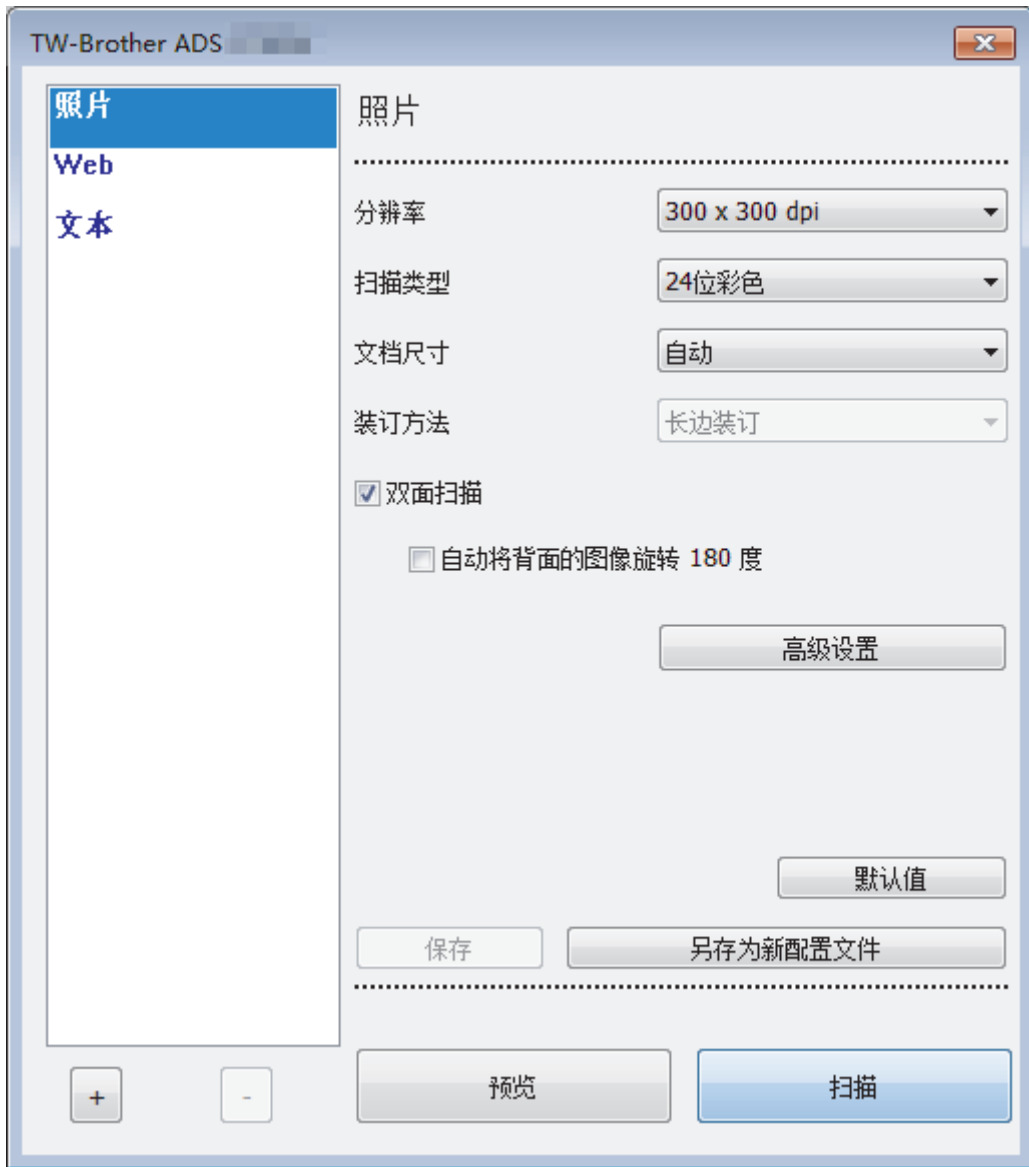 TW-Brother ADS
照片
Web
文本
照片
分辨率 300 x 300 dpi
扫描类型 24位彩色
文档尺寸 自动
装订方法 长边装订
双面扫描
自动将背面的图像旋转 180 度
高级设置
默认值
保存 另存为新配置文件
+ - 预览 扫描